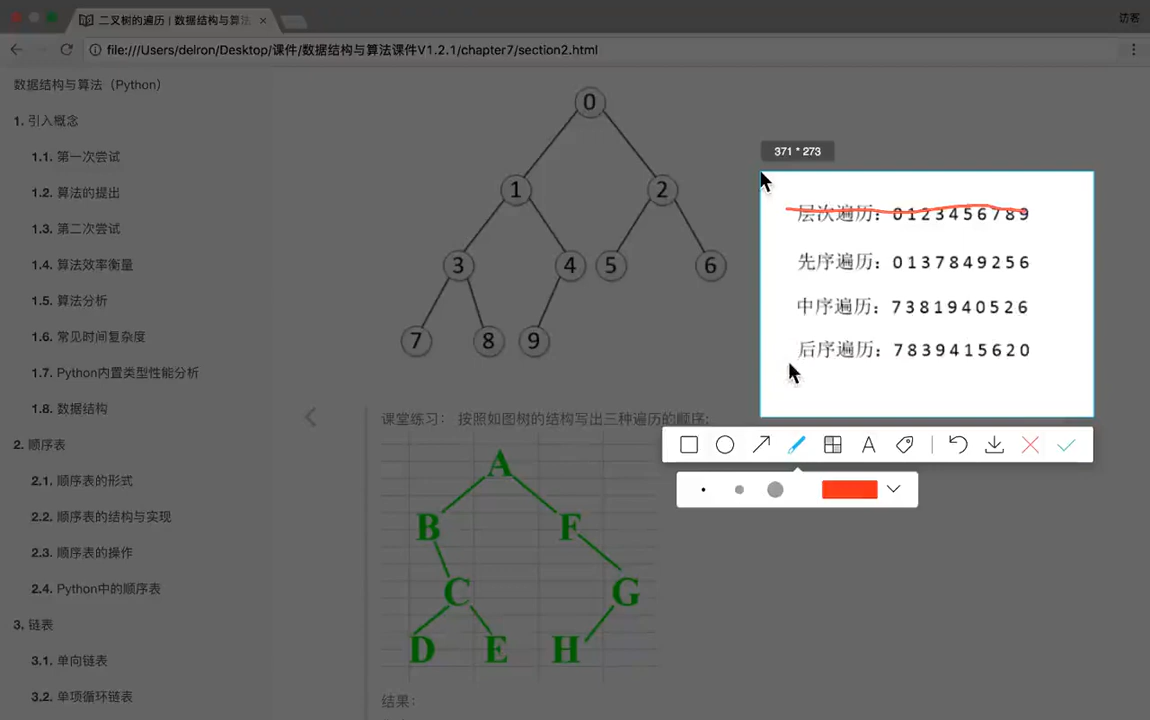 二叉树的遍历 | 数据结构与算法
访客
file:///Users/delron/Desktop/课件/数据结构与算法课件V1.2.1/chapter7/section2.html
数据结构与算法（Python）
1. 引入概念
1.1. 第一次尝试
1.2. 算法的提出
1.3. 第二次尝试
1.4. 算法效率衡量
1.5. 算法分析
1.6. 常见时间复杂度
1.7. Python内置类型性能分析
1.8. 数据结构
2. 顺序表
2.1. 顺序表的形式
2.2. 顺序表的结构与实现
2.3. 顺序表的操作
2.4. Python中的顺序表
3. 链表
3.1. 单向链表
3.2. 单项循环链表
0
1 2
3 4 5 6
7 8 9
371 * 273
层次遍历：0 1 2 3 4 5 6 7 8 9
先序遍历：0 1 3 7 8 4 9 2 5 6
中序遍历：7 3 8 1 9 4 0 5 2 6
后序遍历：7 8 3 9 4 1 5 6 2 0
A
课堂练习： 按照如图树的结构写出三种遍历的顺序:
A
B F
C G
D E H
结果：